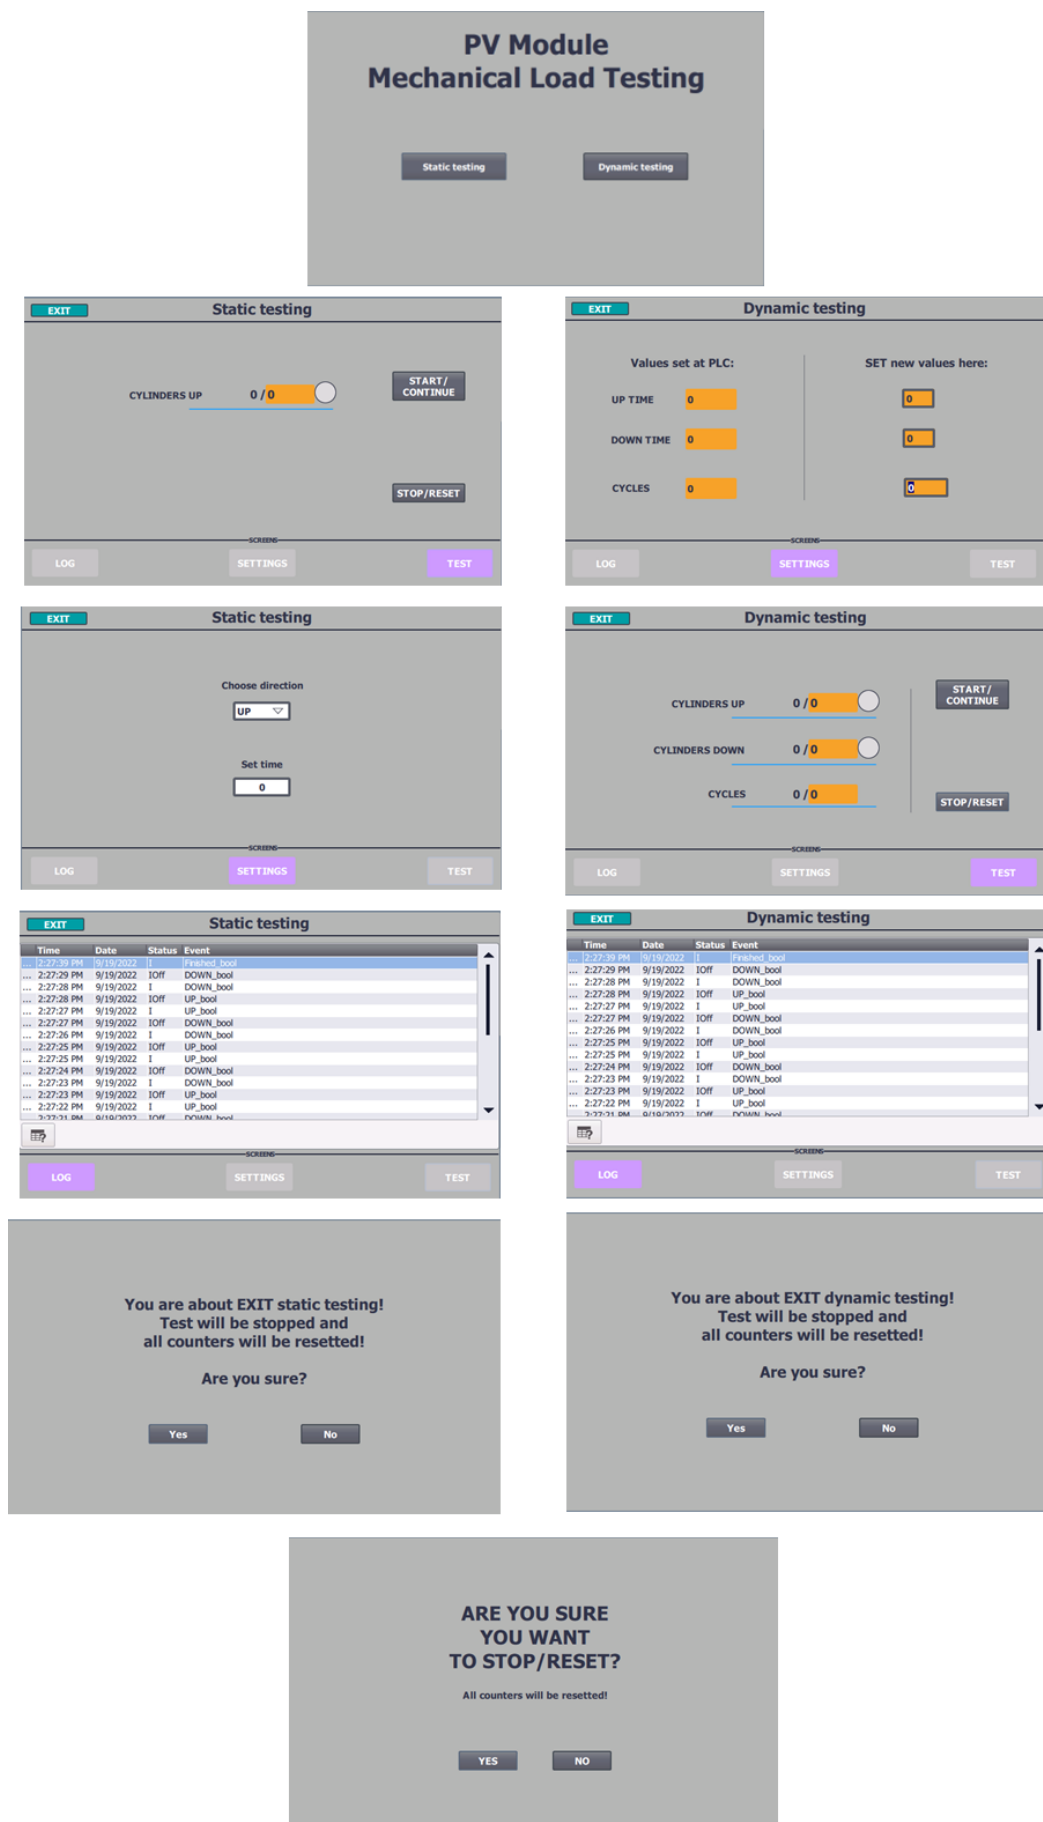 PV Module
Mechanical Load Testing
Static testing
Dynamic testing
EXIT
Static testing
CYLINDERS UP 0 / 0
START/
CONTINUE
STOP/RESET
SCREENS
LOG SETTINGS TEST
EXIT
Dynamic testing
Values set at PLC: SET new values here:
UP TIME 0 0
DOWN TIME 0 0
CYCLES 0 0
SCREENS
LOG SETTINGS TEST
EXIT
Static testing
Choose direction
UP
Set time
0
SCREENS
LOG SETTINGS TEST
EXIT
Dynamic testing
CYLINDERS UP 0 / 0
CYLINDERS DOWN 0 / 0
CYCLES 0 / 0
START/
CONTINUE
STOP/RESET
SCREENS
LOG SETTINGS TEST
EXIT
Static testing
Time Date Status Event
... 2:27:39 PM 9/19/2022 I Finished_bool
... 2:27:29 PM 9/19/2022 IOff DOWN_bool
... 2:27:28 PM 9/19/2022 I DOWN_bool
... 2:27:28 PM 9/19/2022 IOff UP_bool
... 2:27:27 PM 9/19/2022 I UP_bool
... 2:27:27 PM 9/19/2022 IOff DOWN_bool
... 2:27:26 PM 9/19/2022 I DOWN_bool
... 2:27:25 PM 9/19/2022 IOff UP_bool
... 2:27:25 PM 9/19/2022 I UP_bool
... 2:27:24 PM 9/19/2022 IOff DOWN_bool
... 2:27:23 PM 9/19/2022 I DOWN_bool
... 2:27:23 PM 9/19/2022 IOff UP_bool
... 2:27:22 PM 9/19/2022 I UP_bool
... 2:27:21 PM 9/19/2022 IOff DOWN_bool
SCREENS
LOG SETTINGS TEST
EXIT
Dynamic testing
Time Date Status Event
... 2:27:39 PM 9/19/2022 I Finished_bool
... 2:27:29 PM 9/19/2022 IOff DOWN_bool
... 2:27:28 PM 9/19/2022 I DOWN_bool
... 2:27:28 PM 9/19/2022 IOff UP_bool
... 2:27:27 PM 9/19/2022 I UP_bool
... 2:27:27 PM 9/19/2022 IOff DOWN_bool
... 2:27:26 PM 9/19/2022 I DOWN_bool
... 2:27:25 PM 9/19/2022 IOff UP_bool
... 2:27:25 PM 9/19/2022 I UP_bool
... 2:27:24 PM 9/19/2022 IOff DOWN_bool
... 2:27:23 PM 9/19/2022 I DOWN_bool
... 2:27:23 PM 9/19/2022 IOff UP_bool
... 2:27:22 PM 9/19/2022 I UP_bool
... 2:27:21 PM 9/19/2022 IOff DOWN_bool
SCREENS
LOG SETTINGS TEST
You are about EXIT static testing!
Test will be stopped and
all counters will be resetted!
Are you sure?
Yes No
You are about EXIT dynamic testing!
Test will be stopped and
all counters will be resetted!
Are you sure?
Yes No
ARE YOU SURE
YOU WANT
TO STOP/RESET?
All counters will be resetted!
YES NO